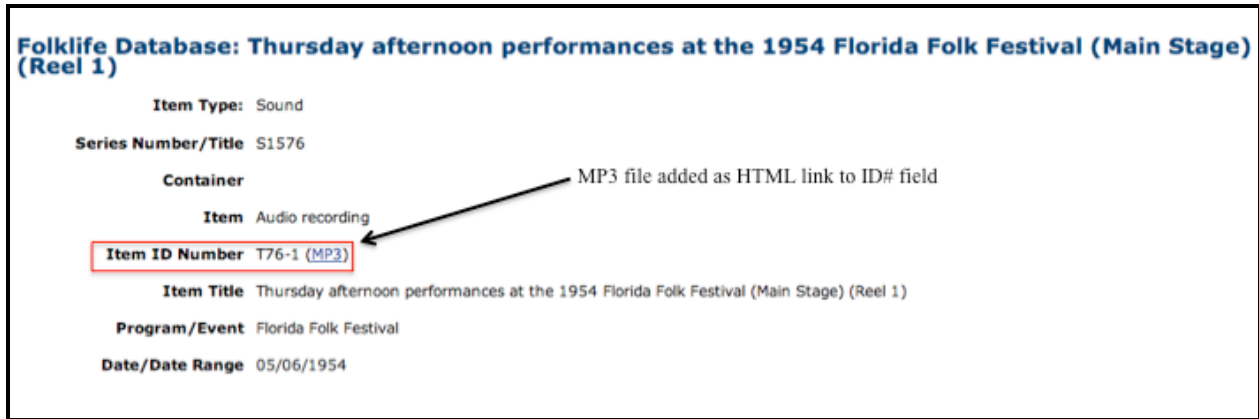 Folklife Database: Thursday afternoon performances at the 1954 Florida Folk Festival (Main Stage)
(Reel 1)
Item Type: Sound
Series Number/Title S1576
Container
MP3 file added as HTML link to ID# field
Item Audio recording
Item ID Number T76-1 (MP3)
Item Title Thursday afternoon performances at the 1954 Florida Folk Festival (Main Stage) (Reel 1)
Program/Event Florida Folk Festival
Date/Date Range 05/06/1954